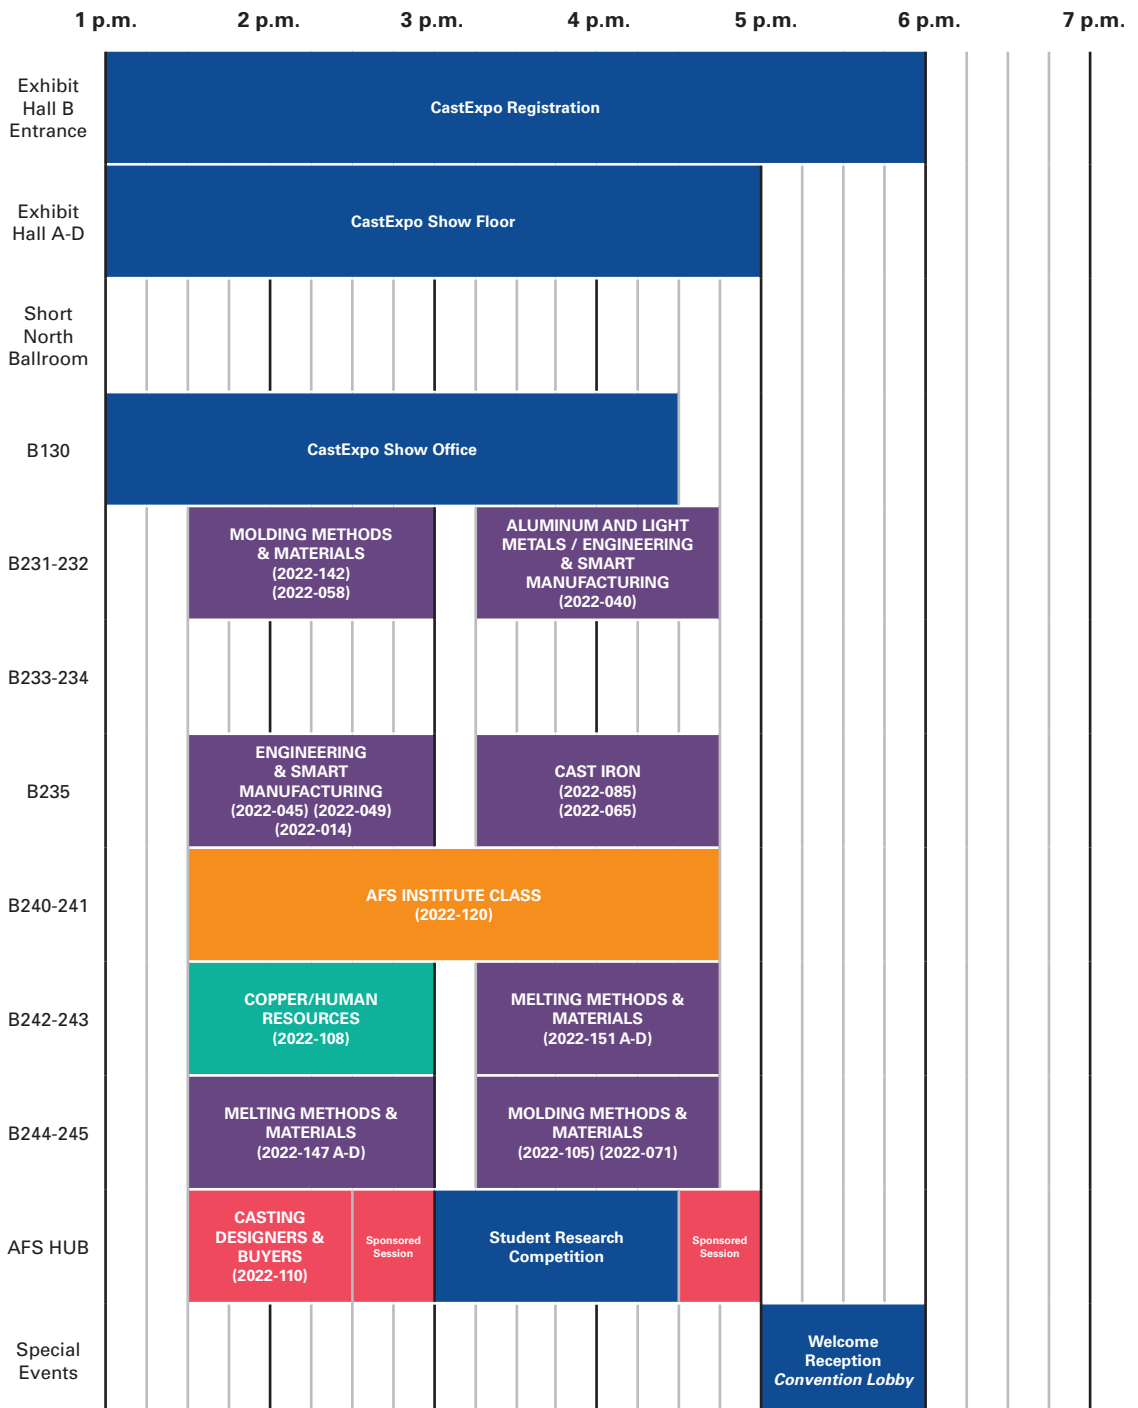 1 p.m.
2 p.m.
3 p.m.
4 p.m.
5 p.m.
6 p.m.
7 p.m.
Exhibit
Hall B
Entrance
CastExpo Registration
Exhibit
Hall A-D
CastExpo Show Floor
Short
North
Ballroom
B130
CastExpo Show Office
B231-232
MOLDING METHODS
& MATERIALS
(2022-142)
(2022-058)
ALUMINUM AND LIGHT
METALS / ENGINEERING
& SMART
MANUFACTURING
(2022-040)
B233-234
B235
ENGINEERING
& SMART
MANUFACTURING
(2022-045) (2022-049)
(2022-014)
CAST IRON
(2022-085)
(2022-065)
B240-241
AFS INSTITUTE CLASS
(2022-120)
B242-243
COPPER/HUMAN
RESOURCES
(2022-108)
MELTING METHODS &
MATERIALS
(2022-151 A-D)
B244-245
MELTING METHODS &
MATERIALS
(2022-147 A-D)
MOLDING METHODS &
MATERIALS
(2022-105) (2022-071)
AFS HUB
CASTING
DESIGNERS &
BUYERS
(2022-110)
Sponsored
Session
Student Research
Competition
Sponsored
Session
Special
Events
Welcome
Reception
Convention Lobby